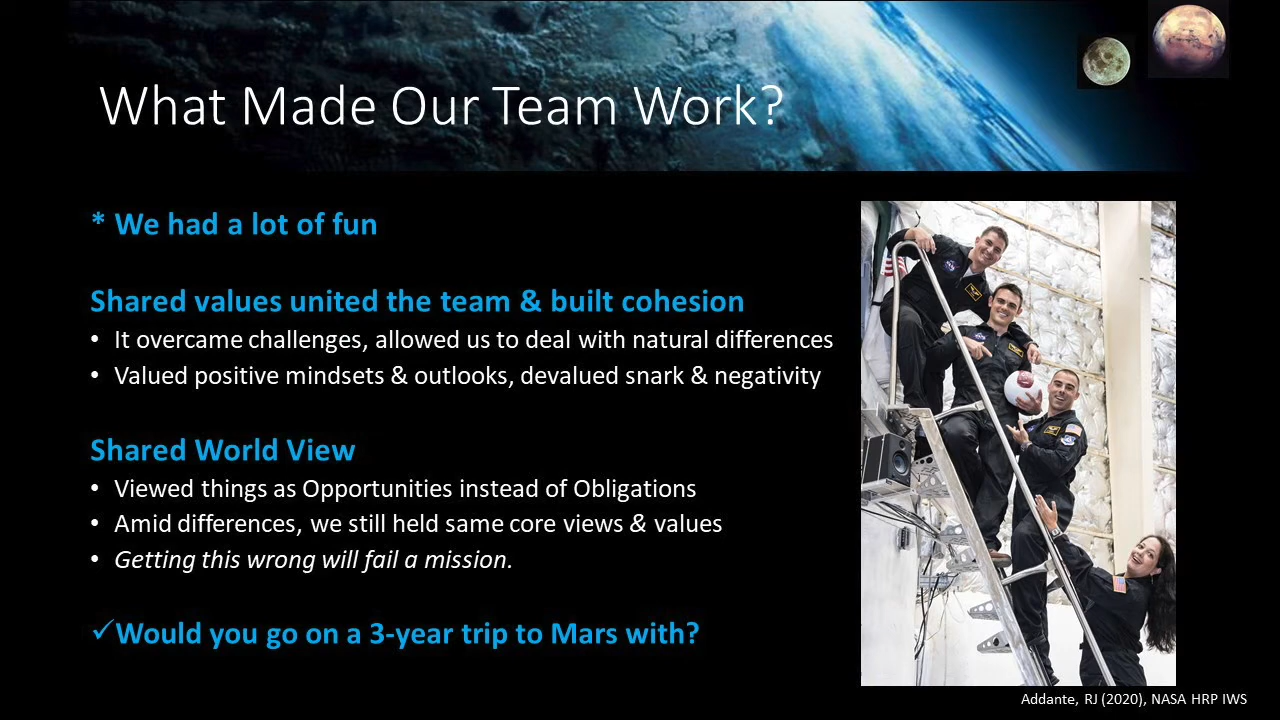 What Made Our Team Work?
* We had a lot of fun
Shared values united the team & built cohesion
• It overcame challenges, allowed us to deal with natural differences
• Valued positive mindsets & outlooks, devalued snark & negativity
Shared World View
• Viewed things as Opportunities instead of Obligations
• Amid differences, we still held same core views & values
• Getting this wrong will fail a mission.
✓Would you go on a 3-year trip to Mars with?
Addante, RJ (2020), NASA HRP IWS